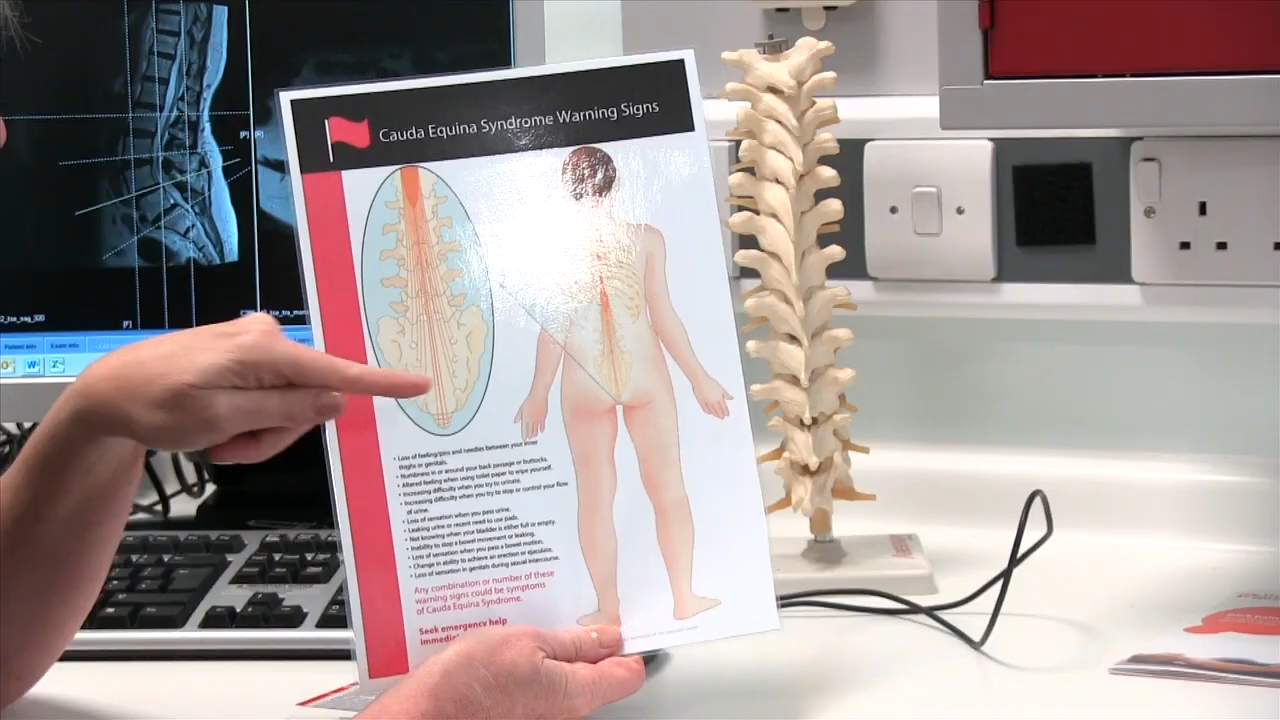 Cauda Equina Syndrome Warning Signs
• Loss of feeling/pins and needles between your inner
thighs or genitals.
• Numbness in or around your back passage or buttocks.
• Altered feeling when using toilet paper to wipe yourself.
• Increasing difficulty when you try to urinate.
• Increasing difficulty when you try to stop or control your flow
of urine.
• Loss of sensation when you pass urine.
• Leaking urine or recent need to use pads.
• Not knowing when your bladder is either full or empty.
• Inability to stop a bowel movement or leaking.
• Loss of sensation when you pass a bowel motion.
• Change in ability to achieve an erection or ejaculate.
• Loss of sensation in genitals during sexual intercourse.
Any combination or number of these
warning signs could be symptoms
of Cauda Equina Syndrome.
Seek emergency help
[P]
[F]
Patient info
Exam info